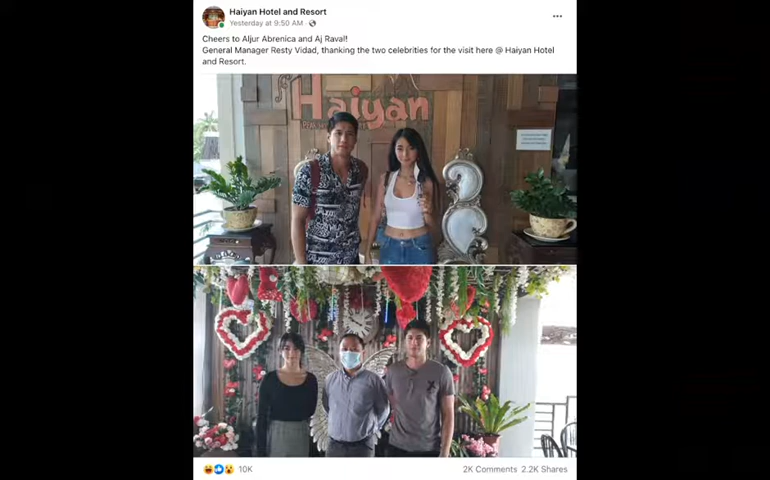 Haiyan Hotel and Resort
Yesterday at 9:50 AM ·
Cheers to Aljur Abrenica and Aj Raval!
General Manager Resty Vidad, thanking the two celebrities for the visit here @ Haiyan Hotel
and Resort.
Haiyan
10K
2K Comments 2.2K Shares